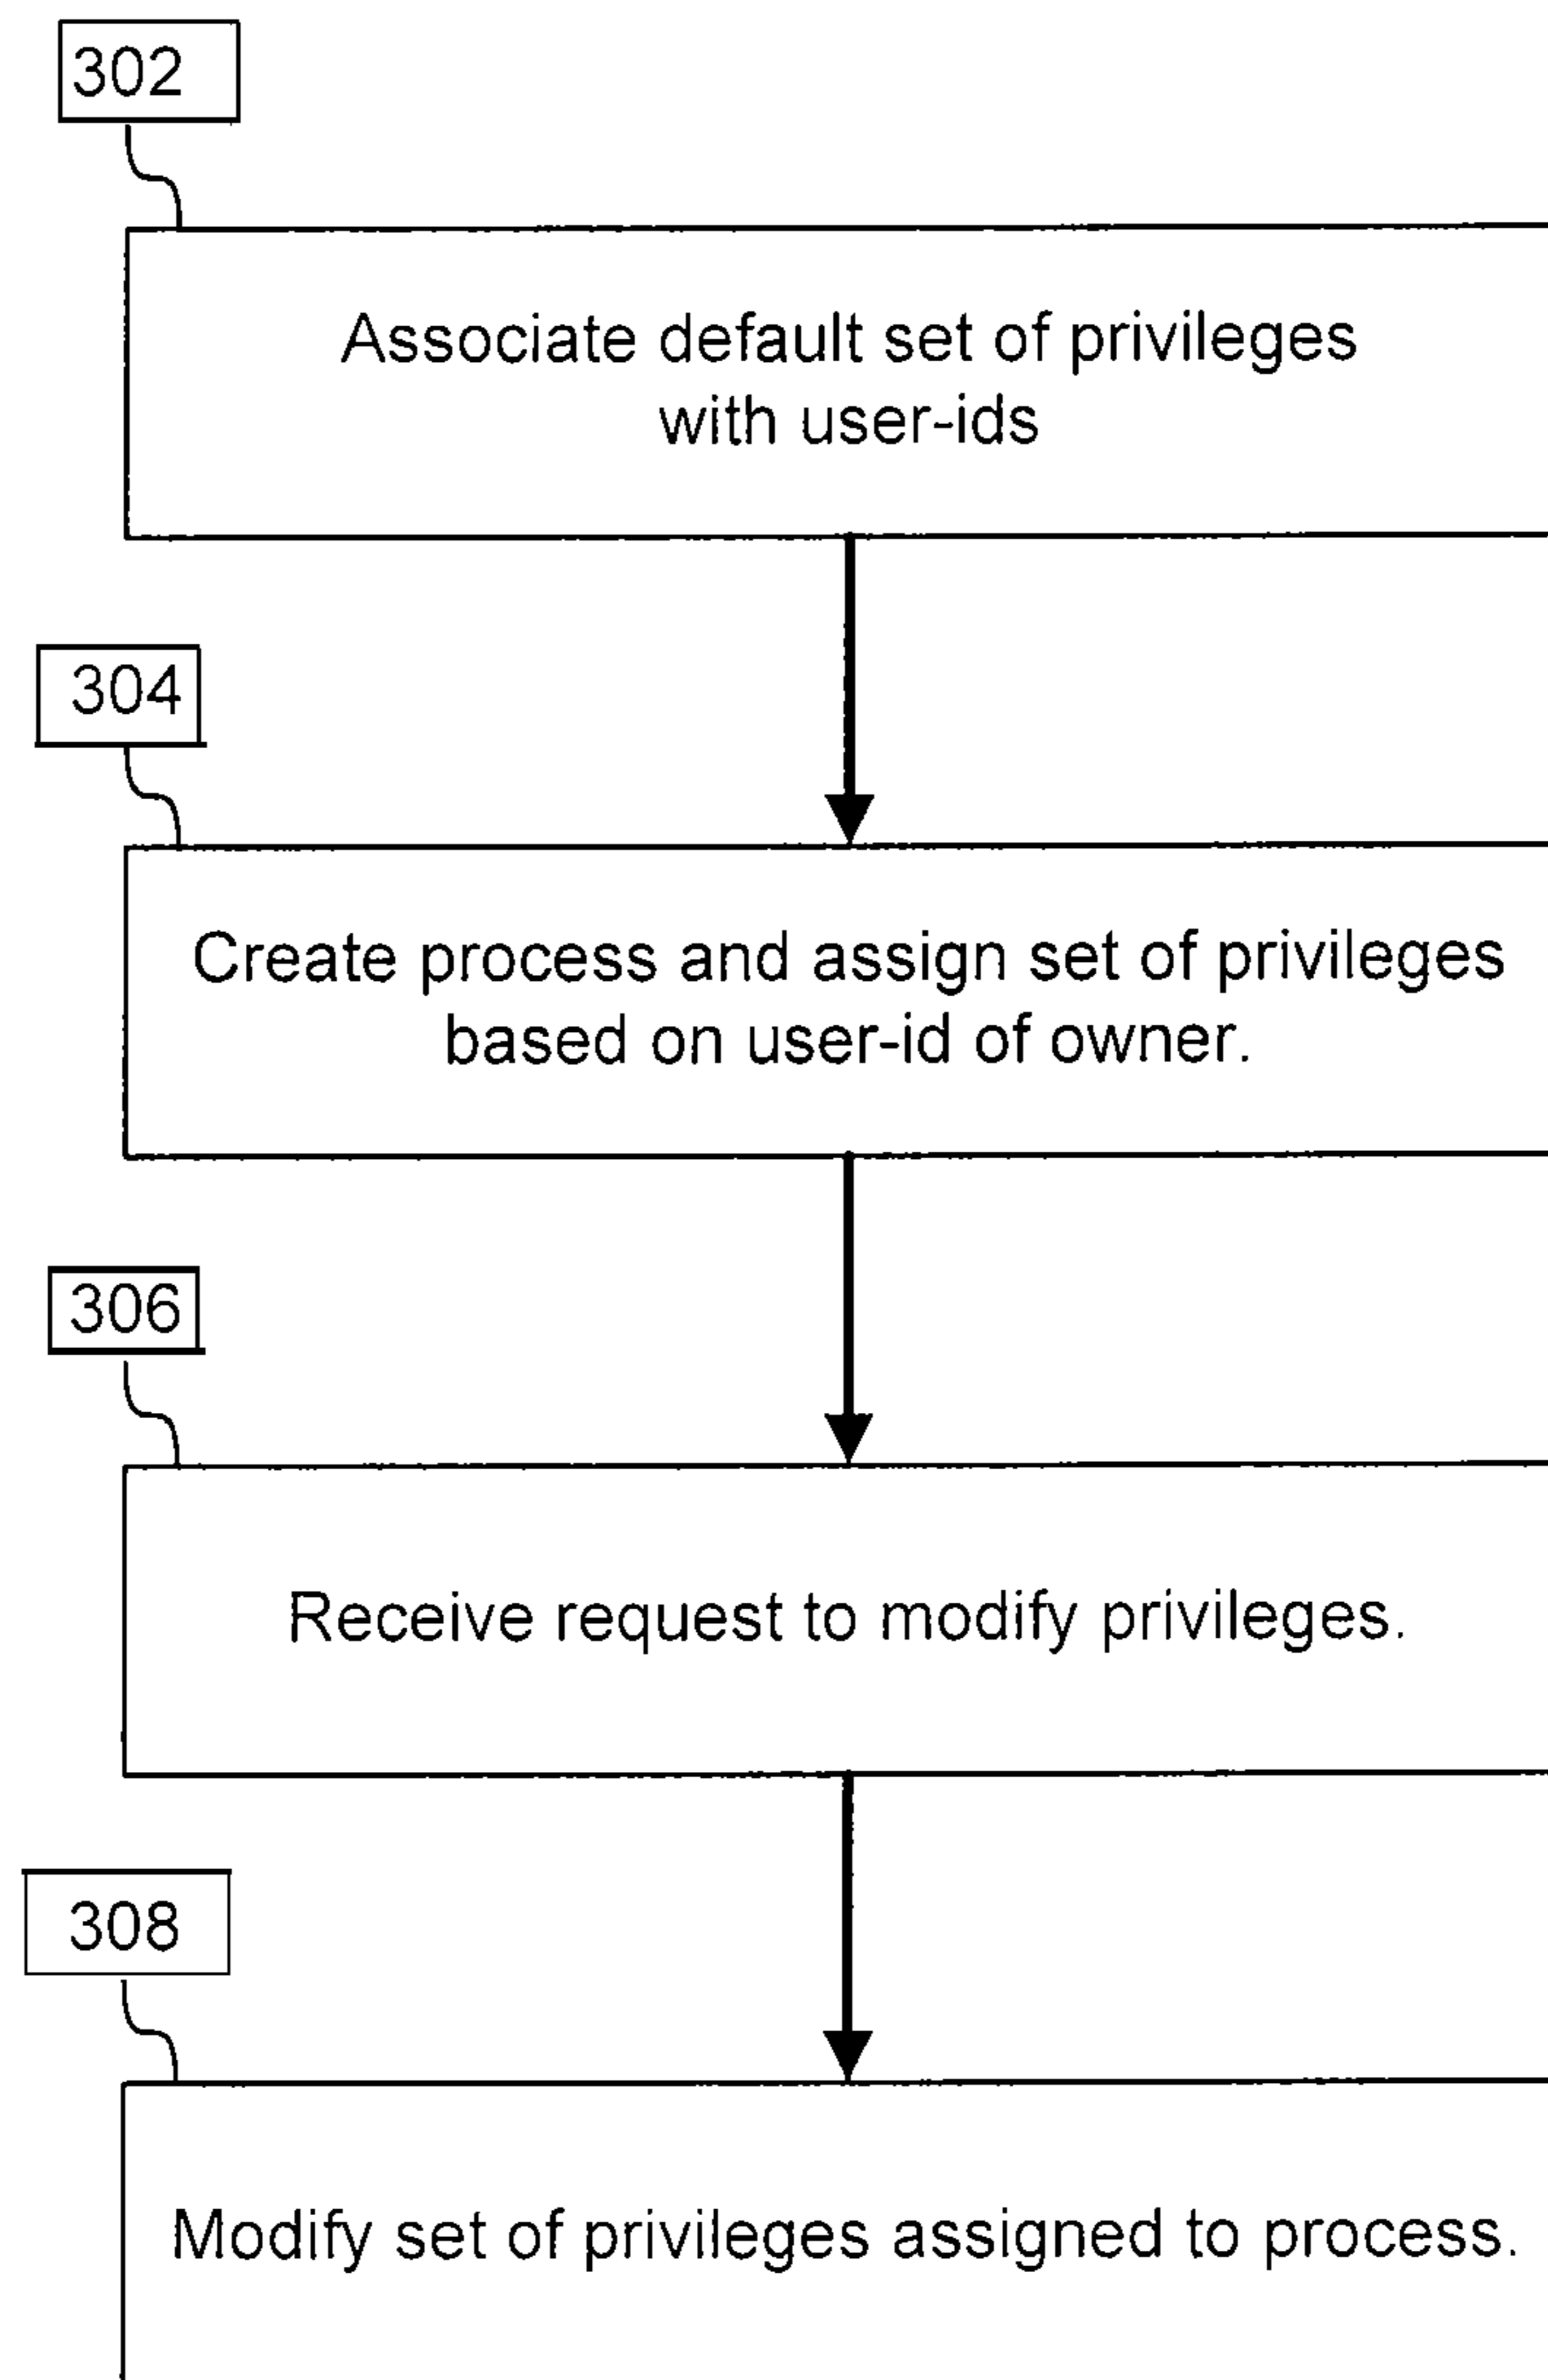 302
Associate default set of privileges
with user-ids
304
Create process and assign set of privileges
based on user-id of owner.
306
Receive request to modify privileges.
308
Modify set of privileges assigned to process.